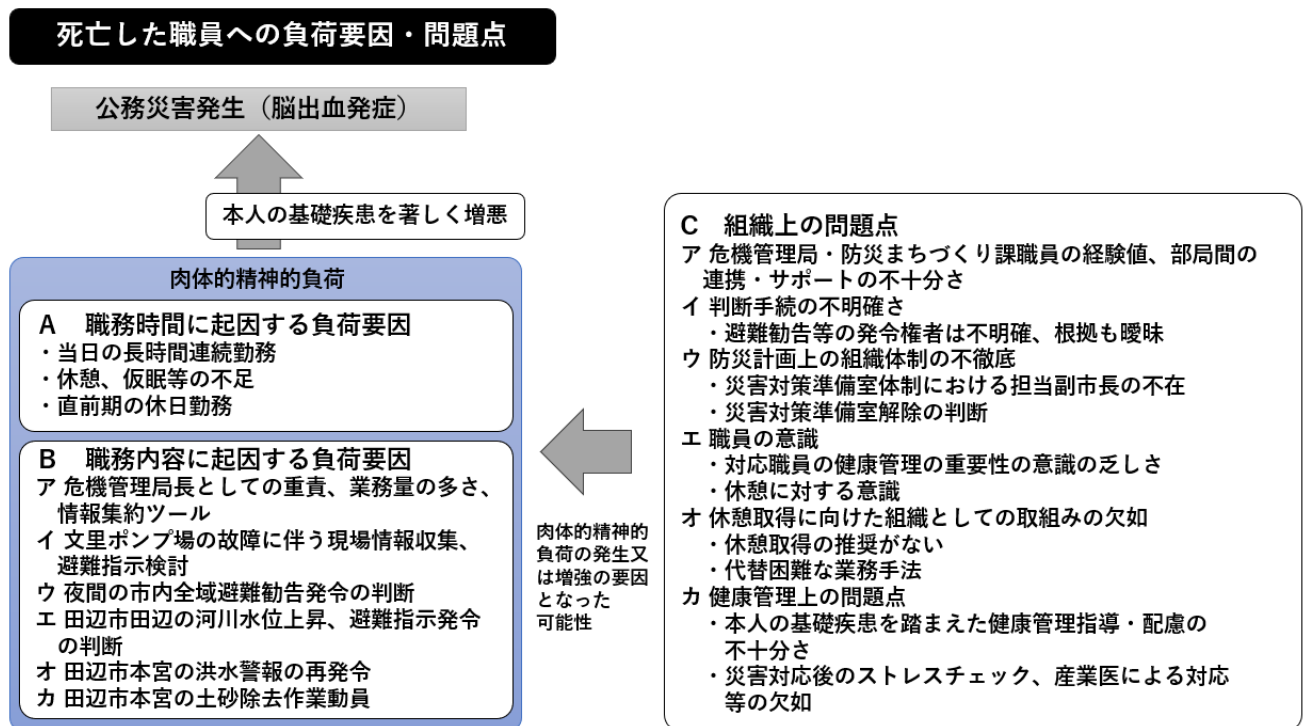 死亡した職員への負荷要因・問題点
公務災害発生（脳出血発症）
本人の基礎疾患を著しく増悪
肉体的精神的負荷
A　職務時間に起因する負荷要因
・当日の長時間連続勤務
・休憩、仮眠等の不足
・直前期の休日勤務
B　職務内容に起因する負荷要因
ア 危機管理局長としての重責、業務量の多さ、
情報集約ツール
イ 文里ポンプ場の故障に伴う現場情報収集、
避難指示検討
ウ 夜間の市内全域避難勧告発令の判断
エ 田辺市田辺の河川水位上昇、避難指示発令
の判断
オ 田辺市本宮の洪水警報の再発令
カ 田辺市本宮の土砂除去作業動員
肉体的精神的
負荷の発生又
は増強の要因
となった
可能性
C　組織上の問題点
ア 危機管理局・防災まちづくり課職員の経験値、部局間の
連携・サポートの不十分さ
イ 判断手続の不明確さ
・避難勧告等の発令権者は不明確、根拠も曖昧
ウ 防災計画上の組織体制の不徹底
・災害対策準備室体制における担当副市長の不在
・災害対策準備室解除の判断
エ 職員の意識
・対応職員の健康管理の重要性の意識の乏しさ
・休憩に対する意識
オ 休憩取得に向けた組織としての取組みの欠如
・休憩取得の推奨がない
・代替困難な業務手法
カ 健康管理上の問題点
・本人の基礎疾患を踏まえた健康管理指導・配慮の
不十分さ
・災害対応後のストレスチェック、産業医による対応
等の欠如